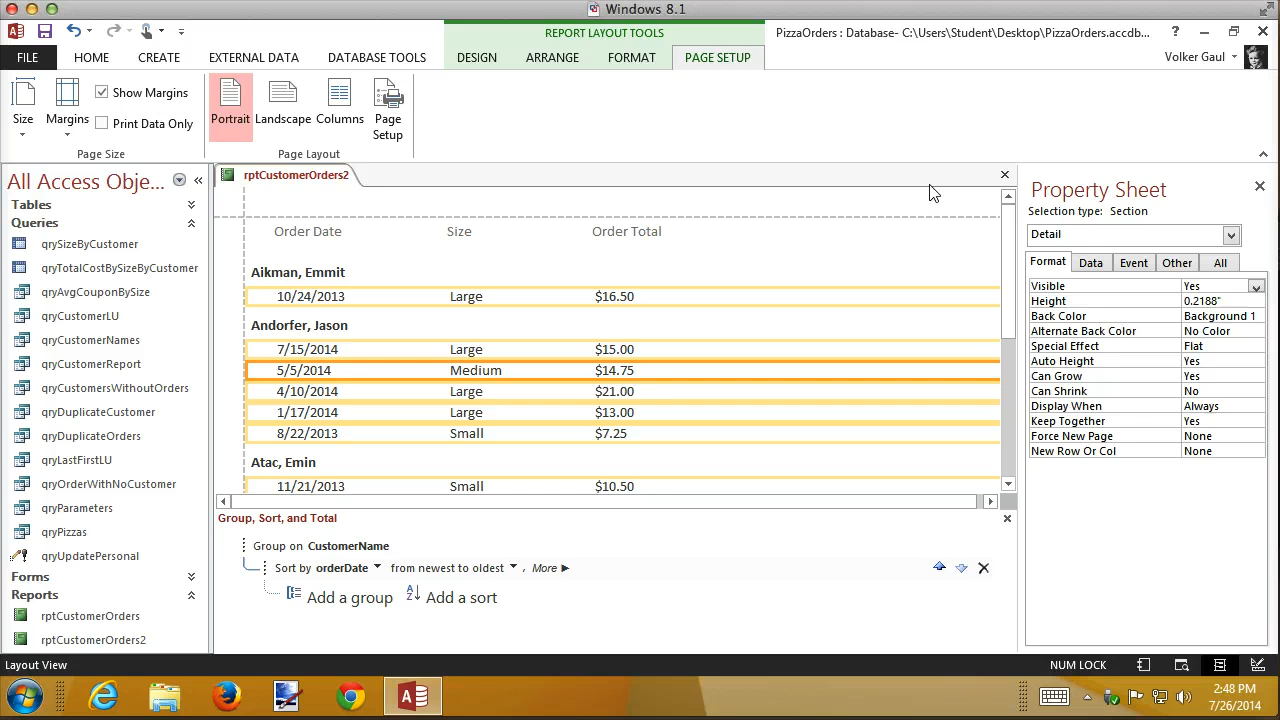 Windows 8.1
REPORT LAYOUT TOOLS
PizzaOrders : Database- C:\Users\Student\Desktop\PizzaOrders.accdb...
?
FILE HOME CREATE EXTERNAL DATA DATABASE TOOLS DESIGN ARRANGE FORMAT PAGE SETUP
Volker Gaul
Size
Margins
Show Margins
Print Data Only
Page Size
Portrait
Landscape
Columns
Page Setup
Page Layout
All Access Obje...
Tables
Queries
qrySizeByCustomer
qryTotalCostBySizeByCustomer
qryAvgCouponBySize
qryCustomerLU
qryCustomerNames
qryCustomerReport
qryCustomersWithoutOrders
qryDuplicateCustomer
qryDuplicateOrders
qryLastFirstLU
qryOrderWithNoCustomer
qryParameters
qryPizzas
qryUpdatePersonal
Forms
Reports
rptCustomerOrders
rptCustomerOrders2
rptCustomerOrders2
Order Date Size Order Total
Aikman, Emmit
10/24/2013 Large $16.50
Andorfer, Jason
7/15/2014 Large $15.00
5/5/2014 Medium $14.75
4/10/2014 Large $21.00
1/17/2014 Large $13.00
8/22/2013 Small $7.25
Atac, Emin
11/21/2013 Small $10.50
Group, Sort, and Total
Group on CustomerName
Sort by orderDate from newest to oldest , More
Add a group Add a sort
Property Sheet
Selection type: Section
Detail
Format Data Event Other All
Visible Yes
Height 0.2188"
Back Color Background 1
Alternate Back Color No Color
Special Effect Flat
Auto Height Yes
Can Grow Yes
Can Shrink No
Display When Always
Keep Together Yes
Force New Page None
New Row Or Col None
Layout View
NUM LOCK
2:48 PM
7/26/2014